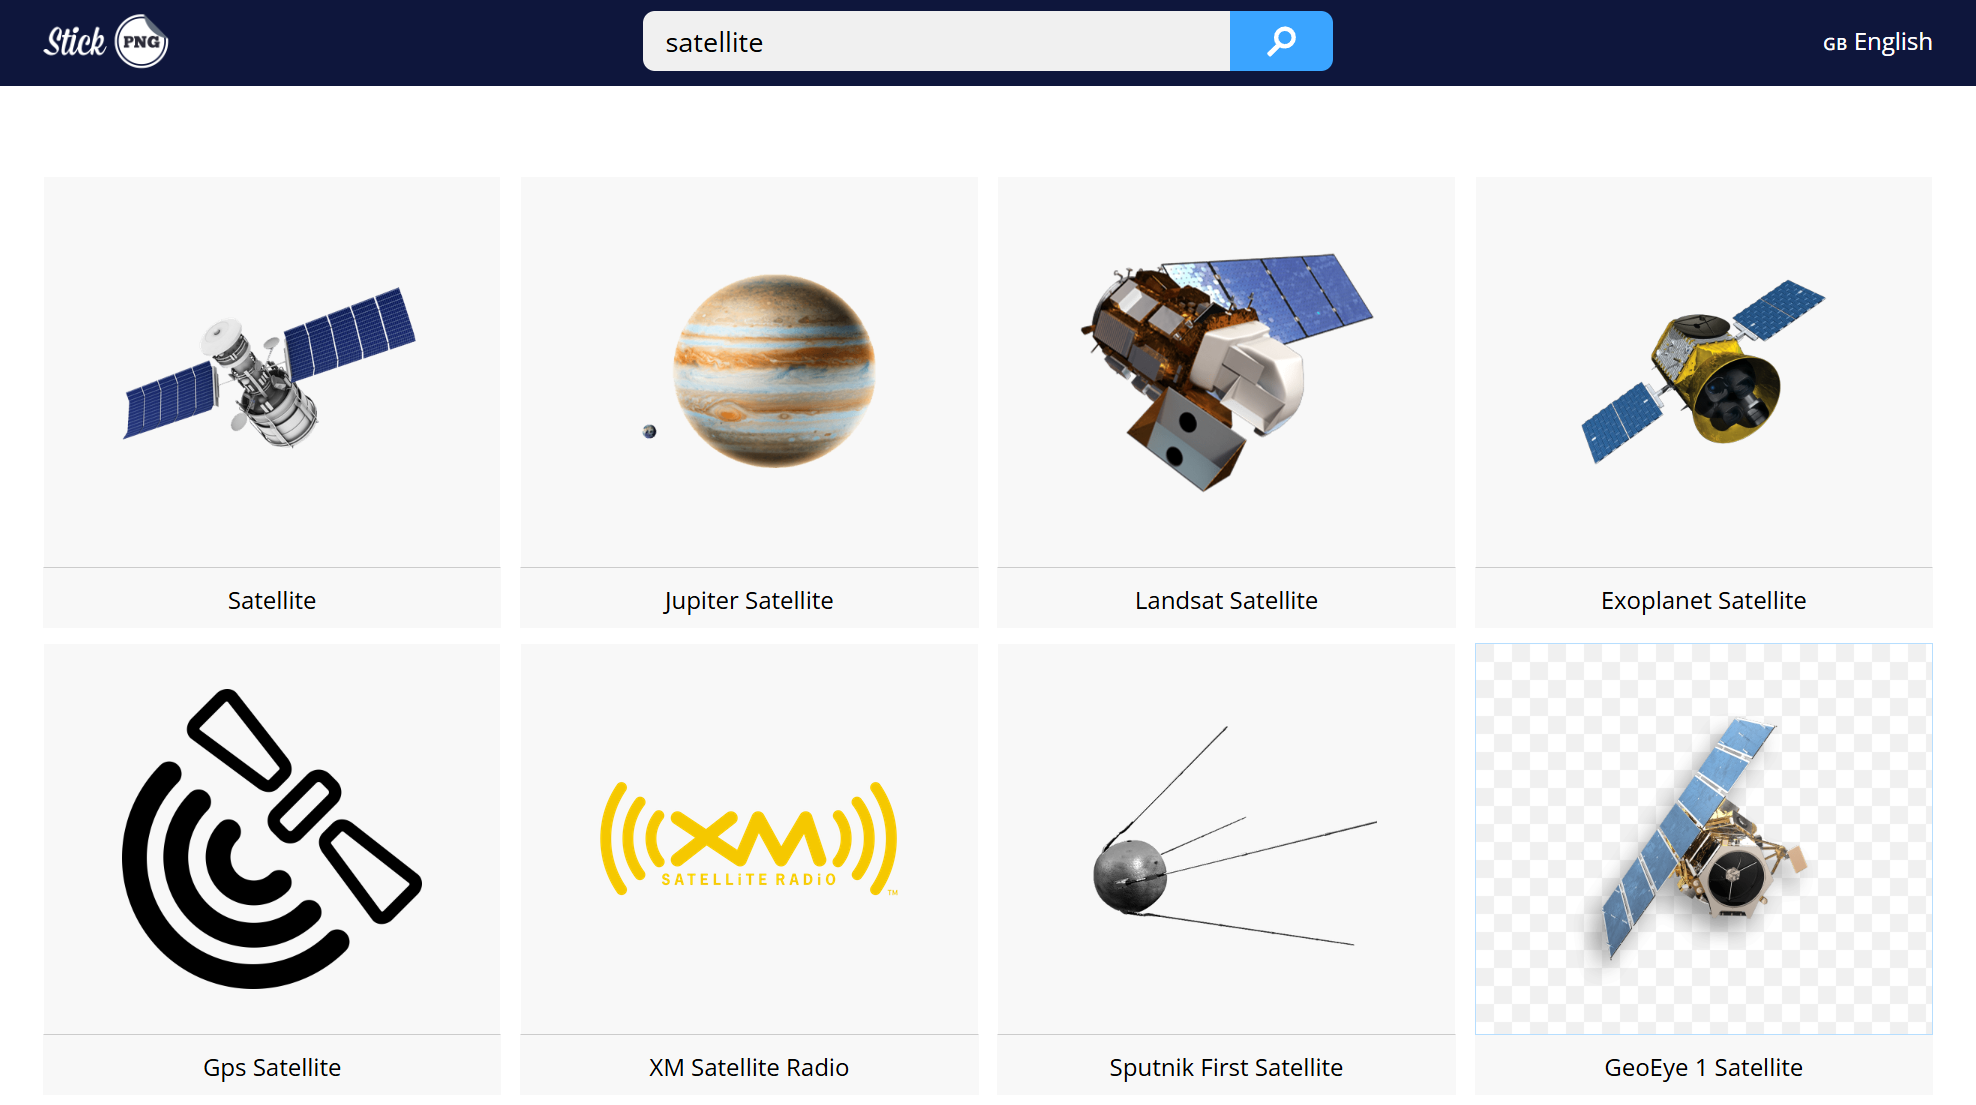 Stick PNG
satellite
GB English
Satellite
Jupiter Satellite
Landsat Satellite
Exoplanet Satellite
XM
SATELLiTE RADiO
TM
Gps Satellite
XM Satellite Radio
Sputnik First Satellite
GeoEye 1 Satellite